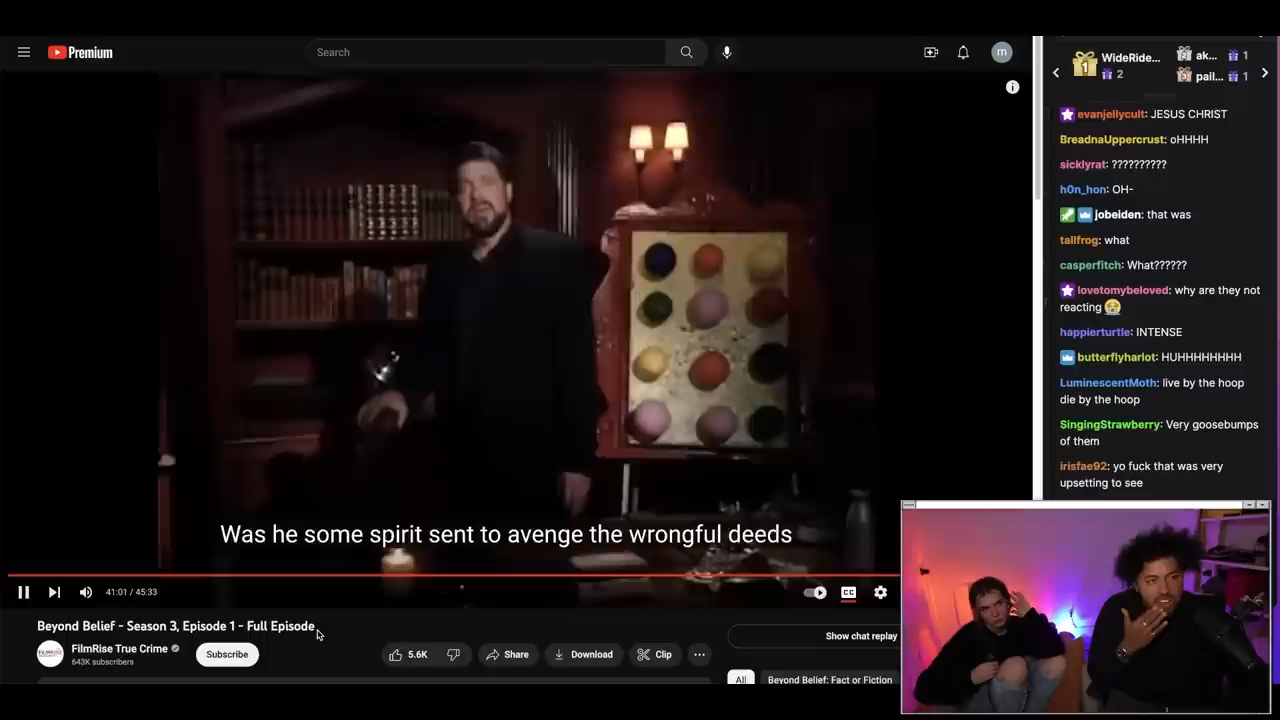 Premium
Search
m
Was he some spirit sent to avenge the wrongful deeds
41:01 / 45:33
CC
Beyond Belief - Season 3, Episode 1 - Full Episode
FilmRise True Crime
643K subscribers
Subscribe
5.6K
Share
Download
Clip
Show chat replay
All
Beyond Belief: Fact or Fiction
1
WideRide...
2
2
ak...
1
3
pail...
1
evanjellycult: JESUS CHRIST
BreadnaUppercrust: oHHHH
sicklyrat: ??????????
h0n_hon: OH-
jobeiden: that was
tallfrog: what
casperfitch: What??????
lovetomybeloved: why are they not
reacting 😭
happierturtle: INTENSE
butterflyhariot: HUHHHHHHHH
LuminescentMoth: live by the hoop
die by the hoop
SingingStrawberry: Very goosebumps
of them
irisfae92: yo fuck that was very
upsetting to see